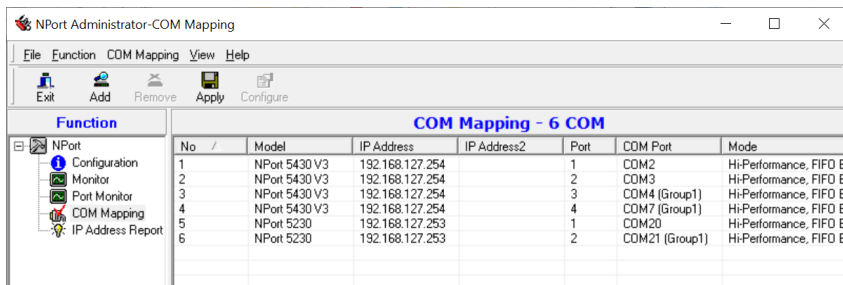 NPort Administrator-COM Mapping
File Function COM Mapping View Help
Exit Add Remove Apply Configure
Function
COM Mapping - 6 COM
NPort
Configuration
Monitor
Port Monitor
COM Mapping
IP Address Report
No / Model IP Address IP Address2 Port COM Port Mode
1 NPort 5430 V3 192.168.127.254 1 COM2 Hi-Performance, FIFO E
2 NPort 5430 V3 192.168.127.254 2 COM3 Hi-Performance, FIFO E
3 NPort 5430 V3 192.168.127.254 3 COM4 (Group1) Hi-Performance, FIFO E
4 NPort 5430 V3 192.168.127.254 4 COM7 (Group1) Hi-Performance, FIFO E
5 NPort 5230 192.168.127.253 1 COM20 Hi-Performance, FIFO E
6 NPort 5230 192.168.127.253 2 COM21 (Group1) Hi-Performance, FIFO E